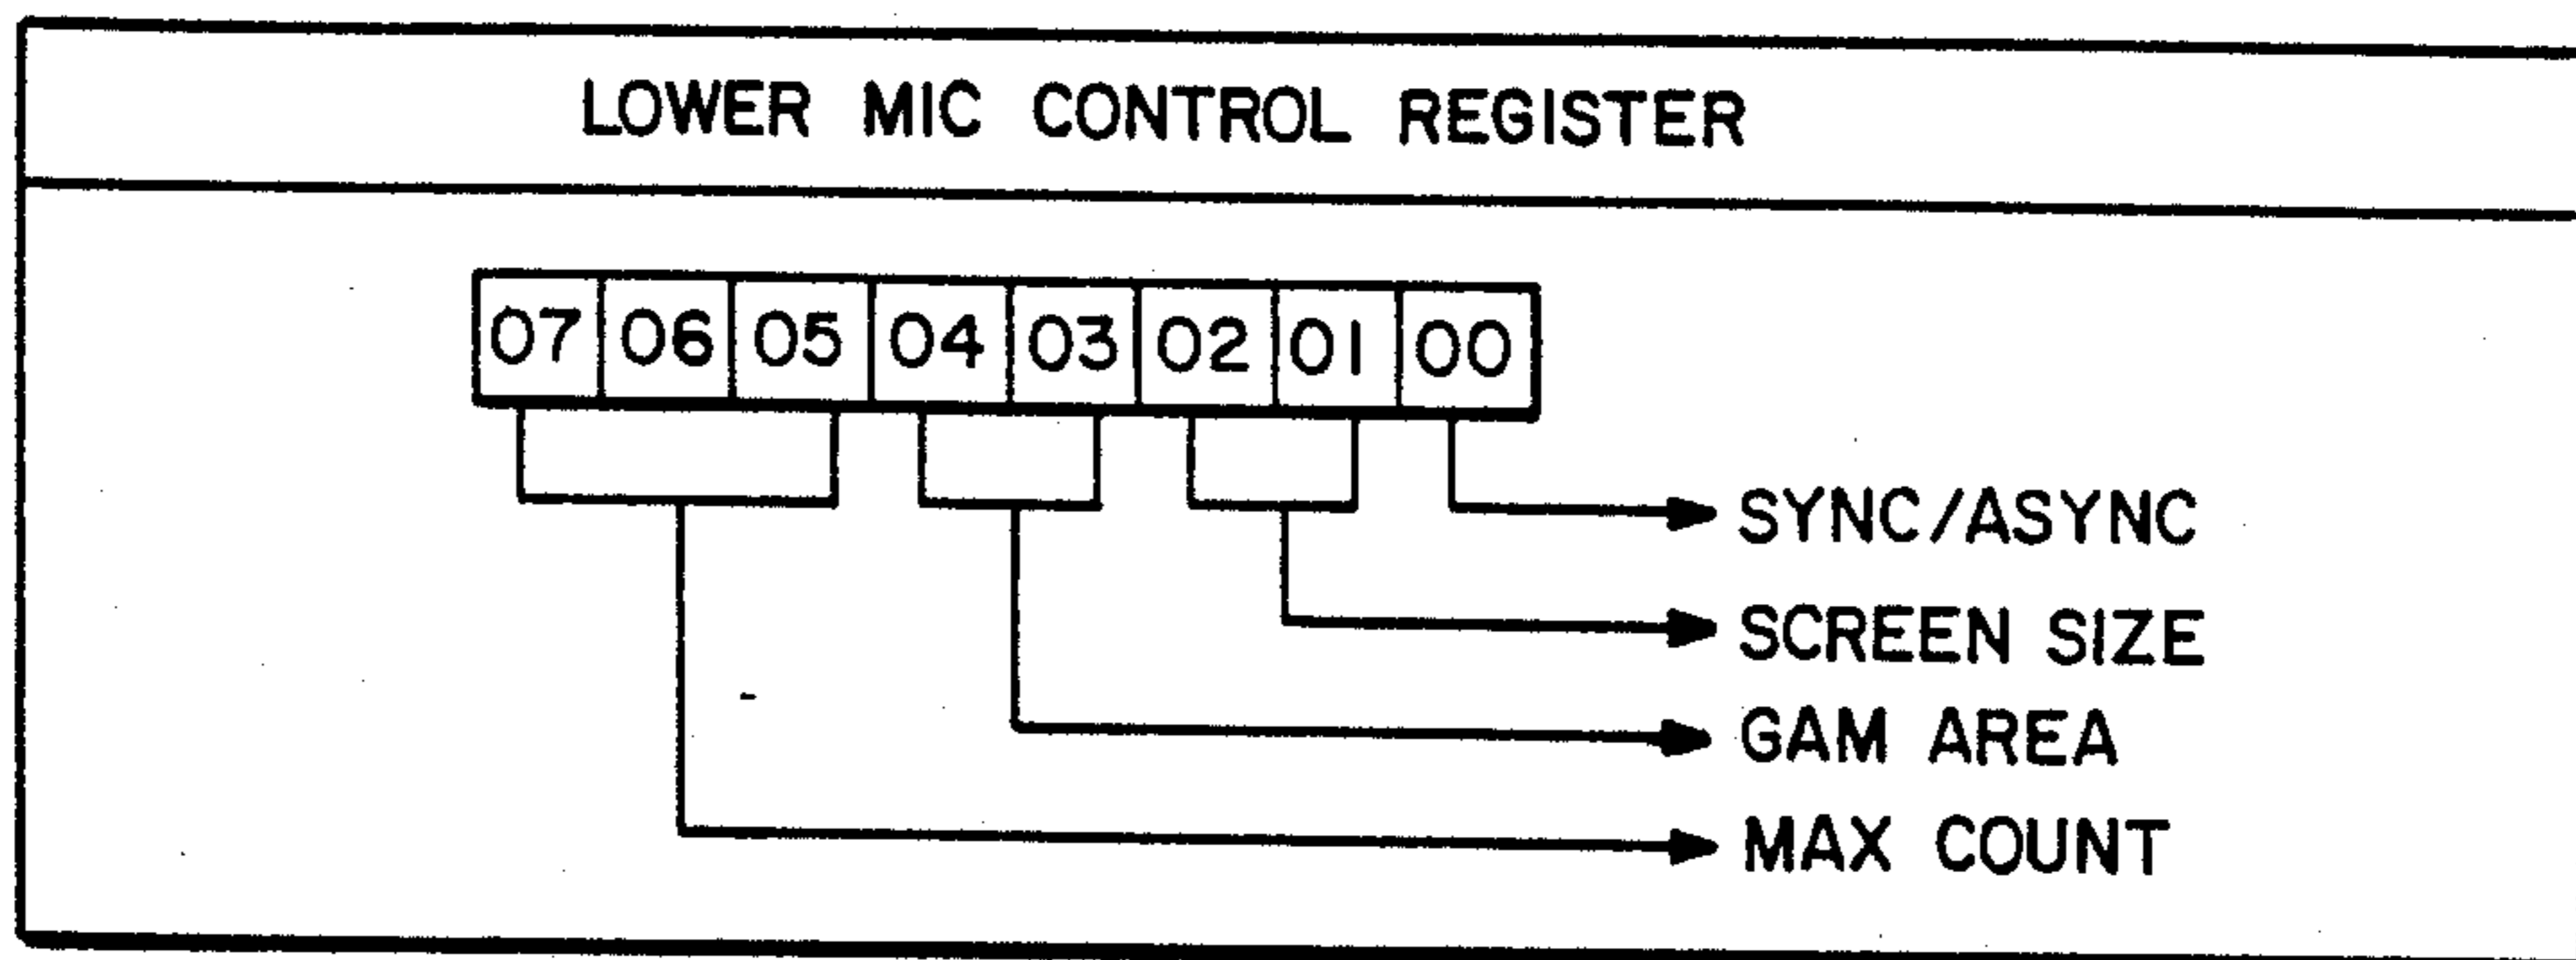 LOWER MIC CONTROL REGISTER
07 06 05 04 03 02 01 00
SYNC/ASYNC
SCREEN SIZE
GAM AREA
MAX COUNT